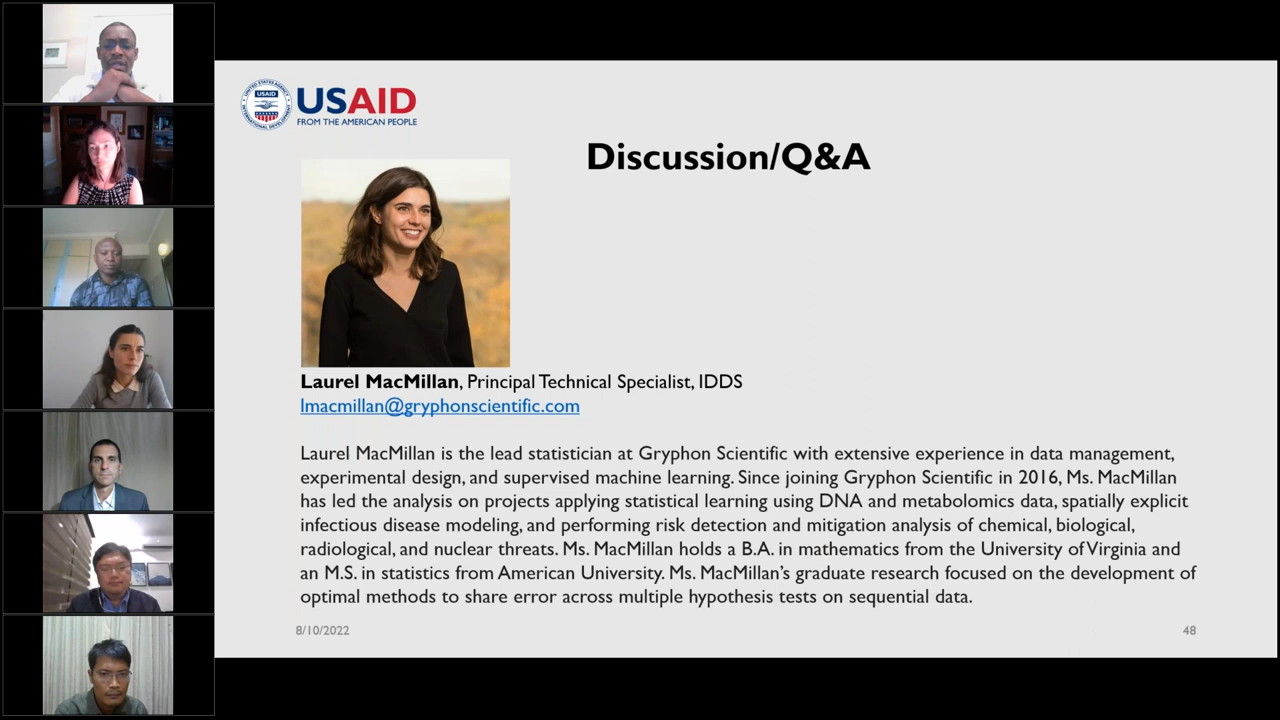 USAID
FROM THE AMERICAN PEOPLE
Discussion/Q&A
Laurel MacMillan, Principal Technical Specialist, IDDS
lmacmillan@gryphonscientific.com
Laurel MacMillan is the lead statistician at Gryphon Scientific with extensive experience in data management,
experimental design, and supervised machine learning. Since joining Gryphon Scientific in 2016, Ms. MacMillan
has led the analysis on projects applying statistical learning using DNA and metabolomics data, spatially explicit
infectious disease modeling, and performing risk detection and mitigation analysis of chemical, biological,
radiological, and nuclear threats. Ms. MacMillan holds a B.A. in mathematics from the University of Virginia and
an M.S. in statistics from American University. Ms. MacMillan's graduate research focused on the development of
optimal methods to share error across multiple hypothesis tests on sequential data.
8/10/2022
48